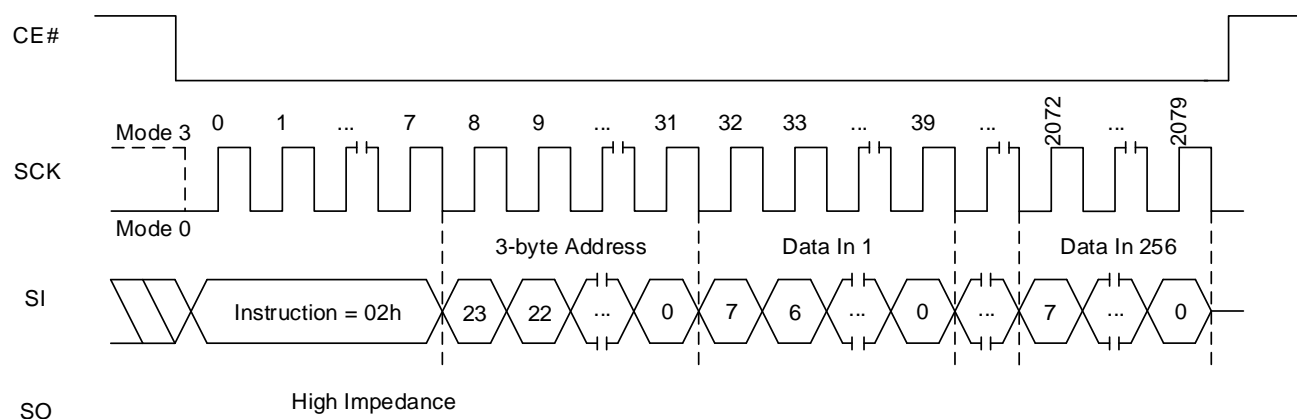 CE#
Mode 3
0 1 ... 7 8 9 ... 31 32 33 ... 39 ... 2072 ... 2079
SCK
Mode 0
3-byte Address Data In 1 Data In 256
SI
Instruction = 02h 23 22 ... 0 7 6 ... 0 ... 7 ... 0
High Impedance
SO